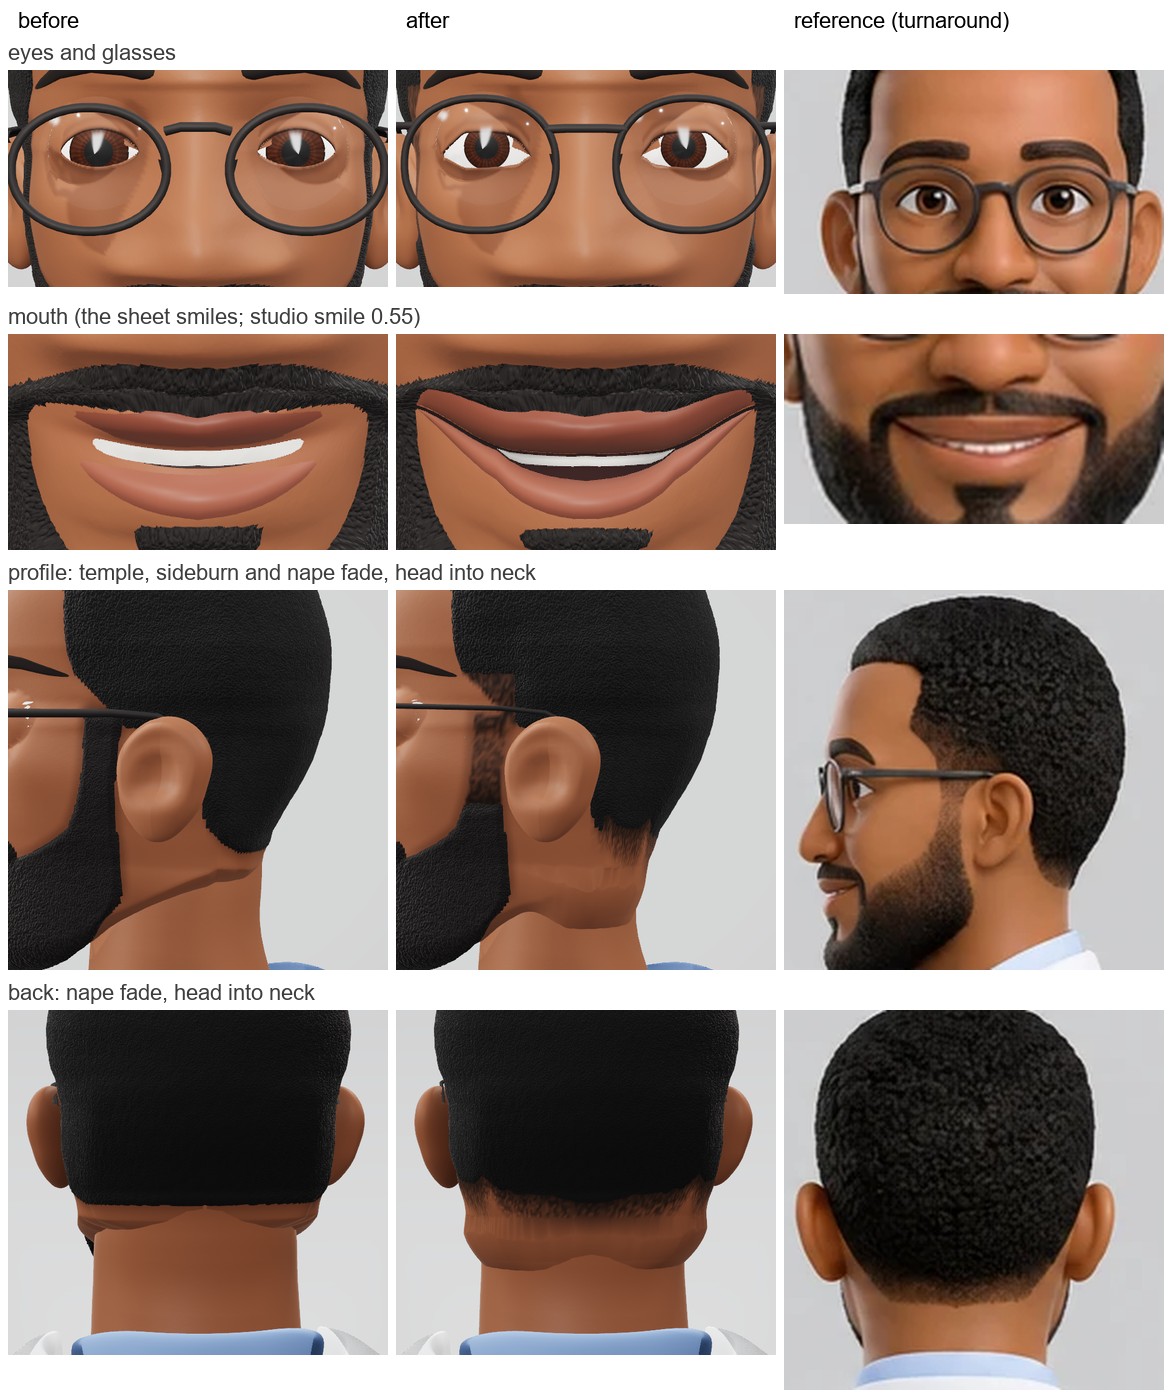 before after reference (turnaround)
eyes and glasses
mouth (the sheet smiles; studio smile 0.55)
profile: temple, sideburn and nape fade, head into neck
back: nape fade, head into neck